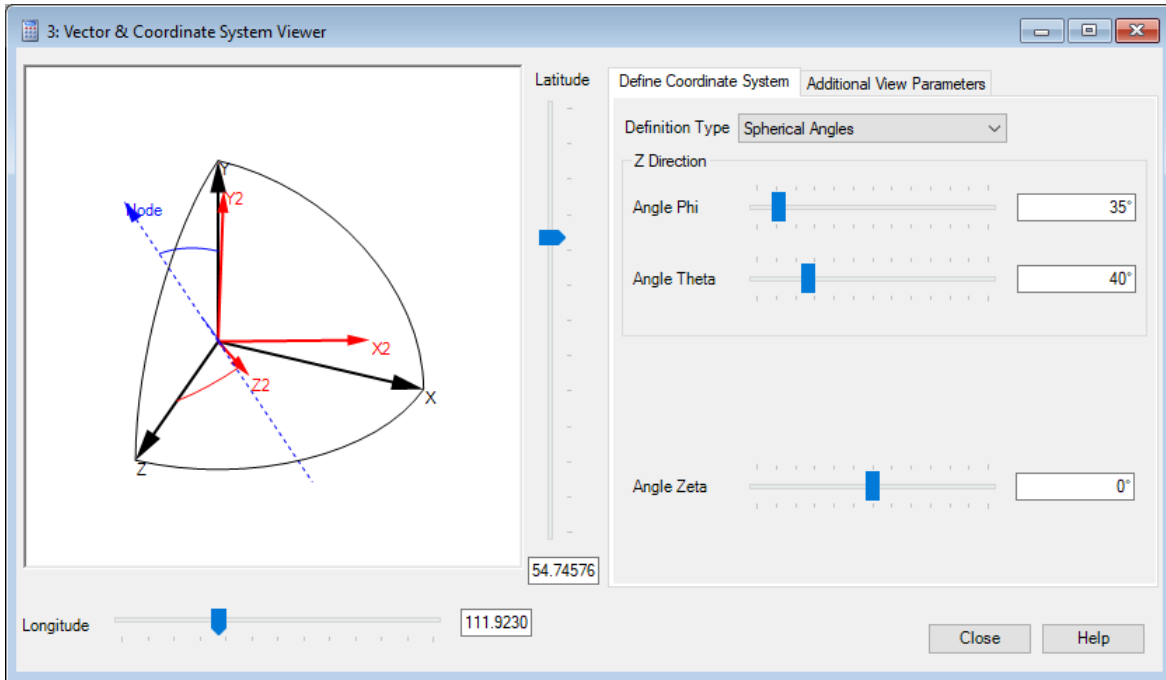 3: Vector & Coordinate System Viewer
Latitude
Define Coordinate System
Additional View Parameters
Definition Type
Spherical Angles
Z Direction
Angle Phi
35°
Angle Theta
40°
Angle Zeta
0°
Y
Y2
Node
X2
Z2
X
Z
54.74576
Longitude
111.9230
Close
Help